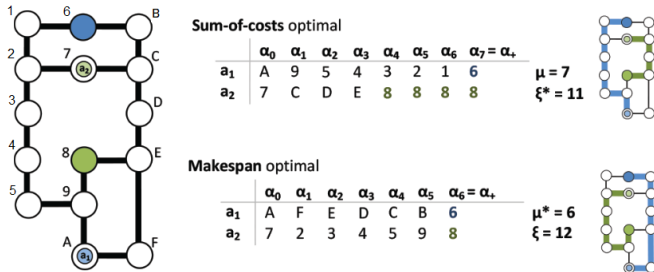 1 6 B
2 7 C
a₂
3 D
4 8 E
5 9
A F
a₁
Sum-of-costs optimal
α₀ α₁ α₂ α₃ α₄ α₅ α₆ α₇ = α₊
a₁ A 9 5 4 3 2 1 6 μ = 7
a₂ 7 C D E 8 8 8 8 ξ* = 11
Makespan optimal
α₀ α₁ α₂ α₃ α₄ α₅ α₆ = α₊
a₁ A F E D C B 6 μ* = 6
a₂ 7 2 3 4 5 9 8 ξ = 12